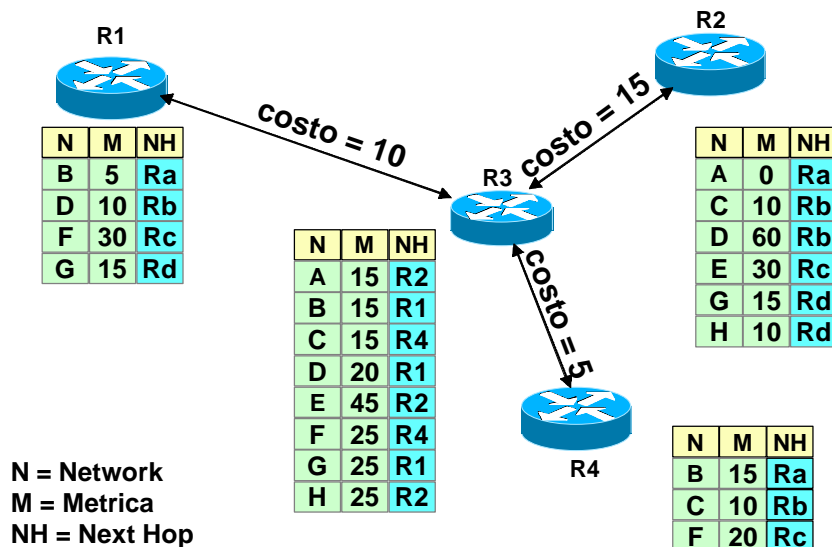 R1
R2
costo = 10
costo = 15
R3
costo = 5
R4
N M NH
B 5 Ra
D 10 Rb
F 30 Rc
G 15 Rd
N M NH
A 15 R2
B 15 R1
C 15 R4
D 20 R1
E 45 R2
F 25 R4
G 25 R1
H 25 R2
N M NH
A 0 Ra
C 10 Rb
D 60 Rb
E 30 Rc
G 15 Rd
H 10 Rd
N M NH
B 15 Ra
C 10 Rb
F 20 Rc
N = Network
M = Metrica
NH = Next Hop